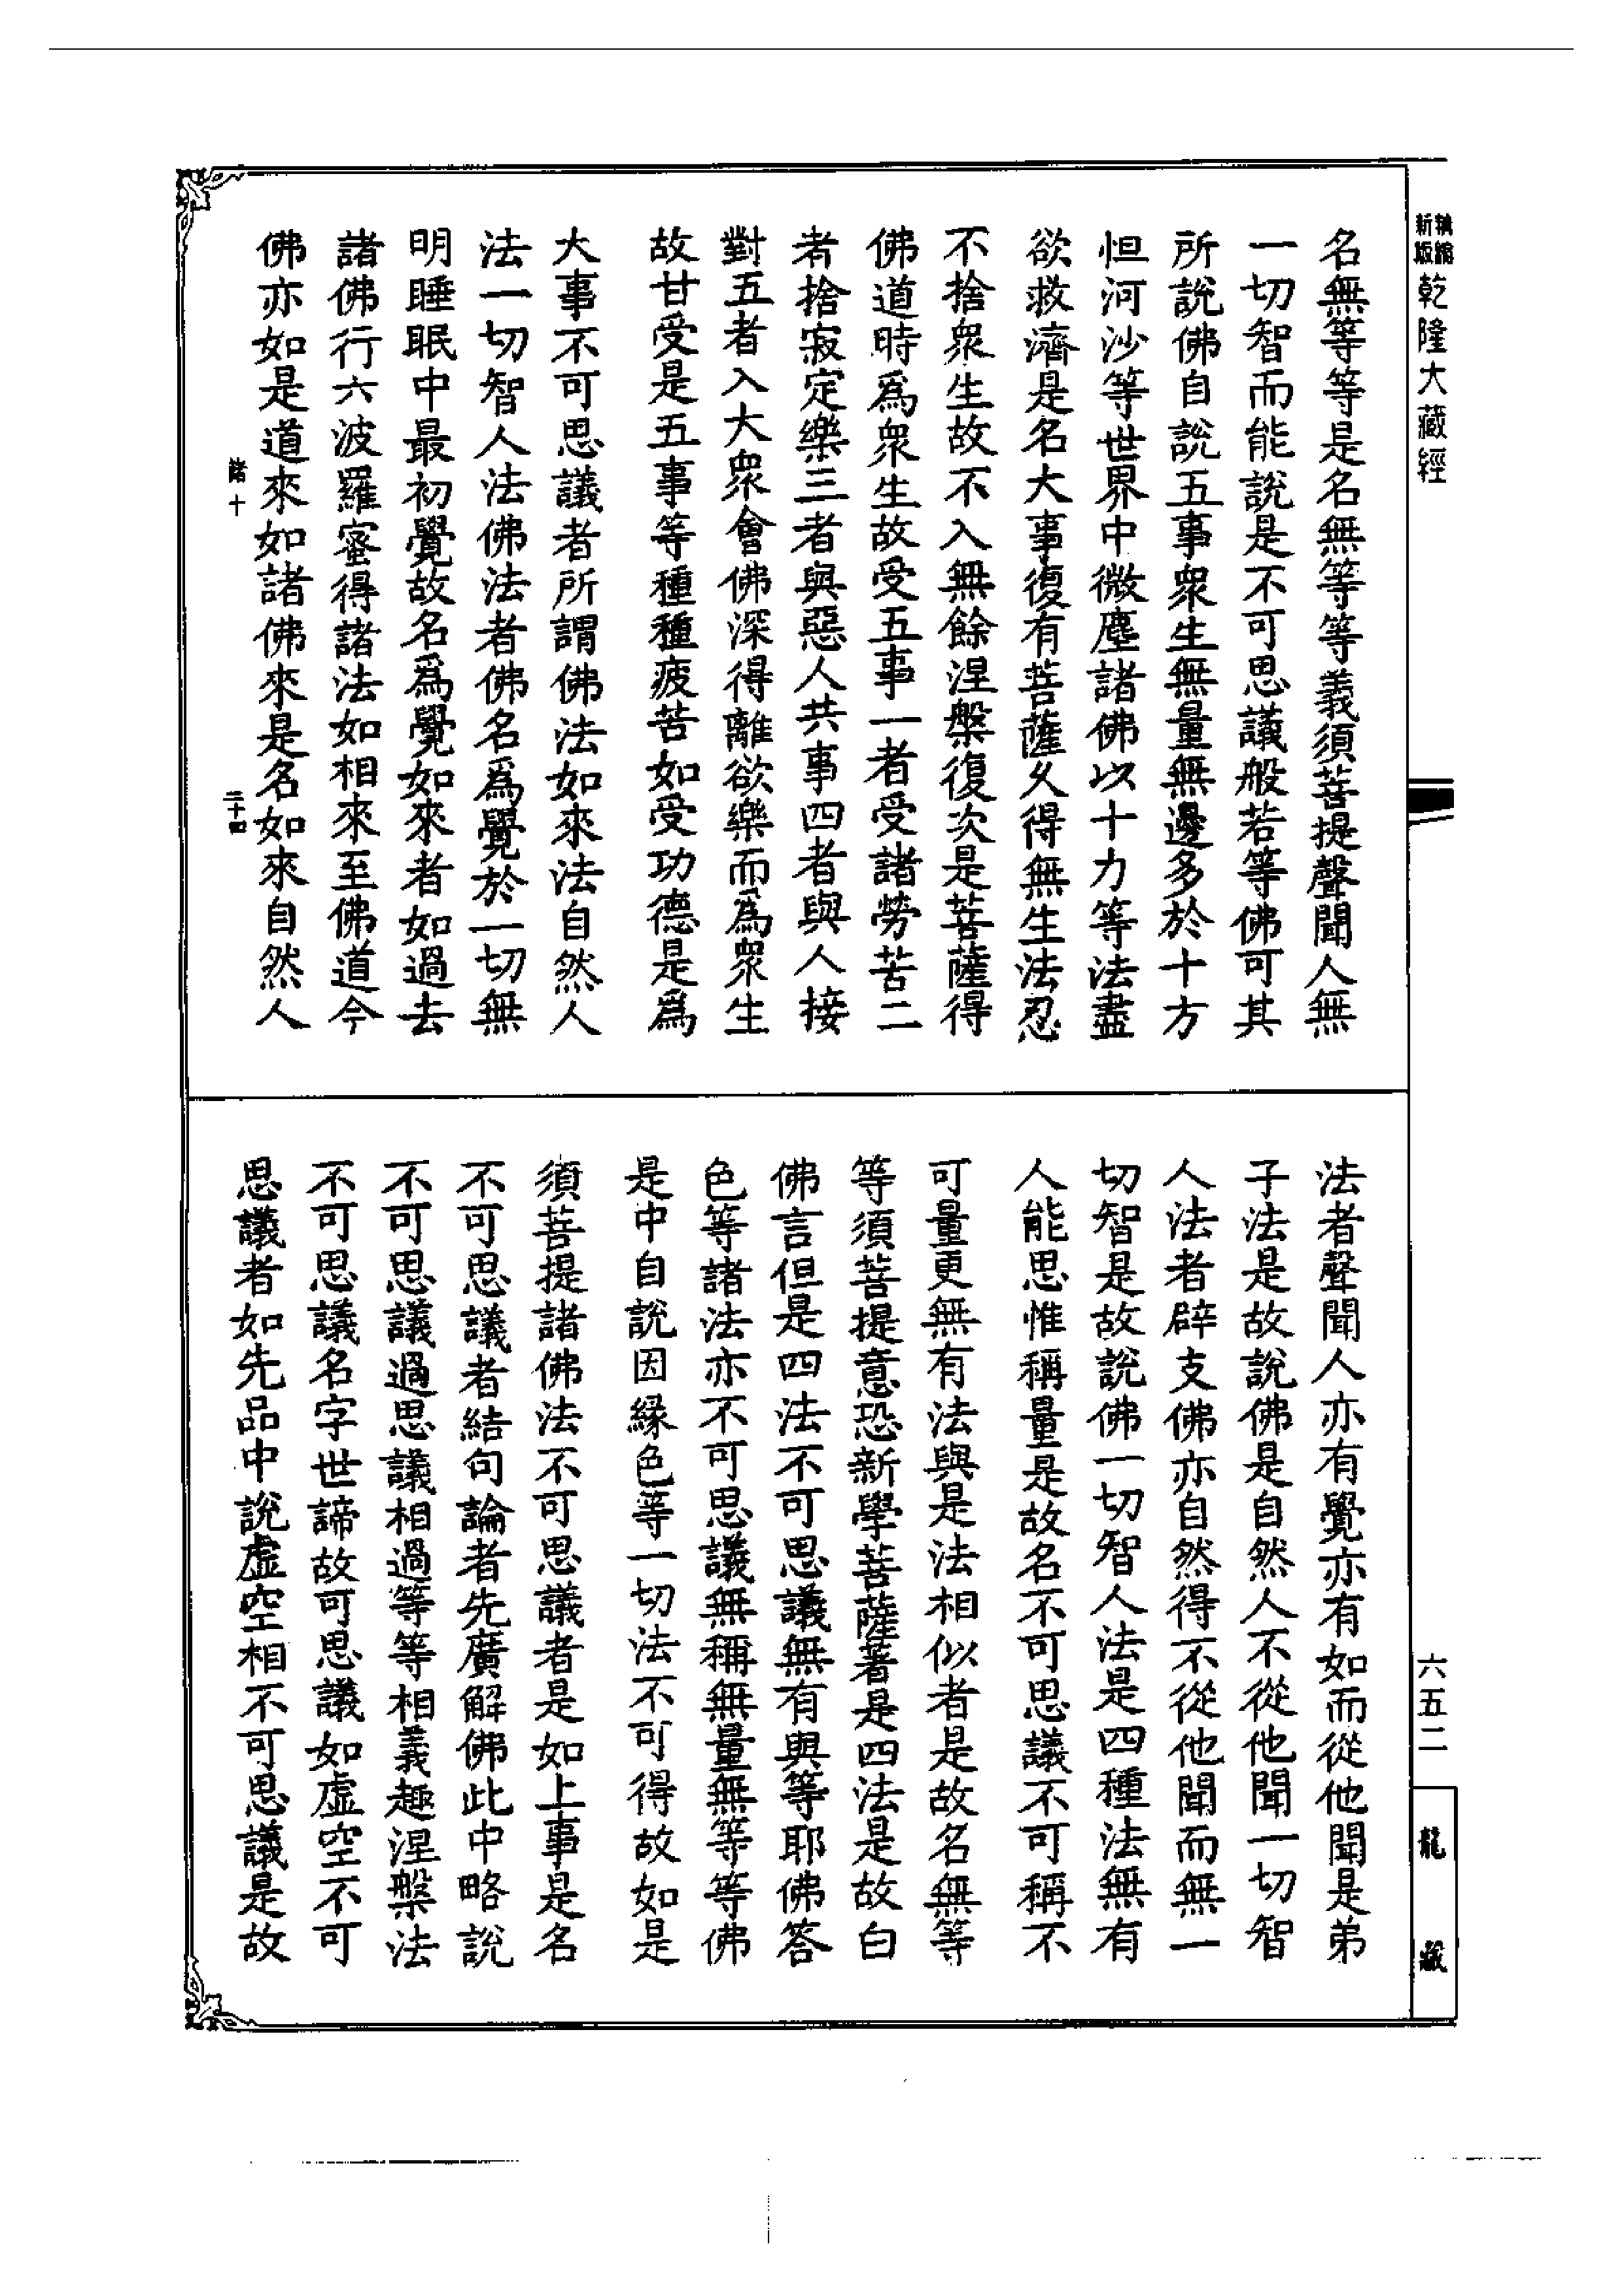 新版
精縮
乾隆大藏經
名無等等是名無等等義須菩提聲聞人無
一切智而能說是不可思議般若等佛可其
所說佛自說五事眾生無量無邊多於十方
恒河沙等世界中微塵諸佛以十力等法盡
欲救濟是名大事復有菩薩久得無生法忍
不捨眾生故不入無餘涅槃復次是菩薩得
佛道時為眾生故受五事一者受諸勞苦二
者捨寂定樂三者與惡人共事四者與人接
對五者入大眾會佛深得離欲樂而為眾生
故甘受是五事等種種疲苦如受功德是為
大事不可思議者所謂佛法如來法自然人
法一切智人法佛法者佛名為覺於一切無
明睡眠中最初覺故名為覺如來者如過去
諸佛行六波羅蜜得諸法如相來至佛道今
佛亦如是道來如諸佛來是名如來自然人
十
二十四
法者聲聞人亦有覺亦有如而從他聞是弟
子法是故說佛是自然人不從他聞一切智
人法者辟支佛亦自然得不從他聞而無一
切智是故說佛一切智人法是四種法無有
人能思惟稱量是故名不可思議不可稱不
可量更無有法與是法相似者是故名無等
等須菩提意恐新學菩薩著是四法是故白
佛言但是四法不可思議無有與等耶佛答
色等諸法亦不可思議無稱無量無等等佛
是中自說因緣色等一切法不可得故如是
須菩提諸佛法不可思議者是如上事是名
不可思議者結句論者先廣解佛此中略說
不可思議過思議相過等等相義趣涅槃法
不可思議名字世諦故可思議如虛空不可
思議者如先品中說虛空相不可思議是故
六五二
龍
藏